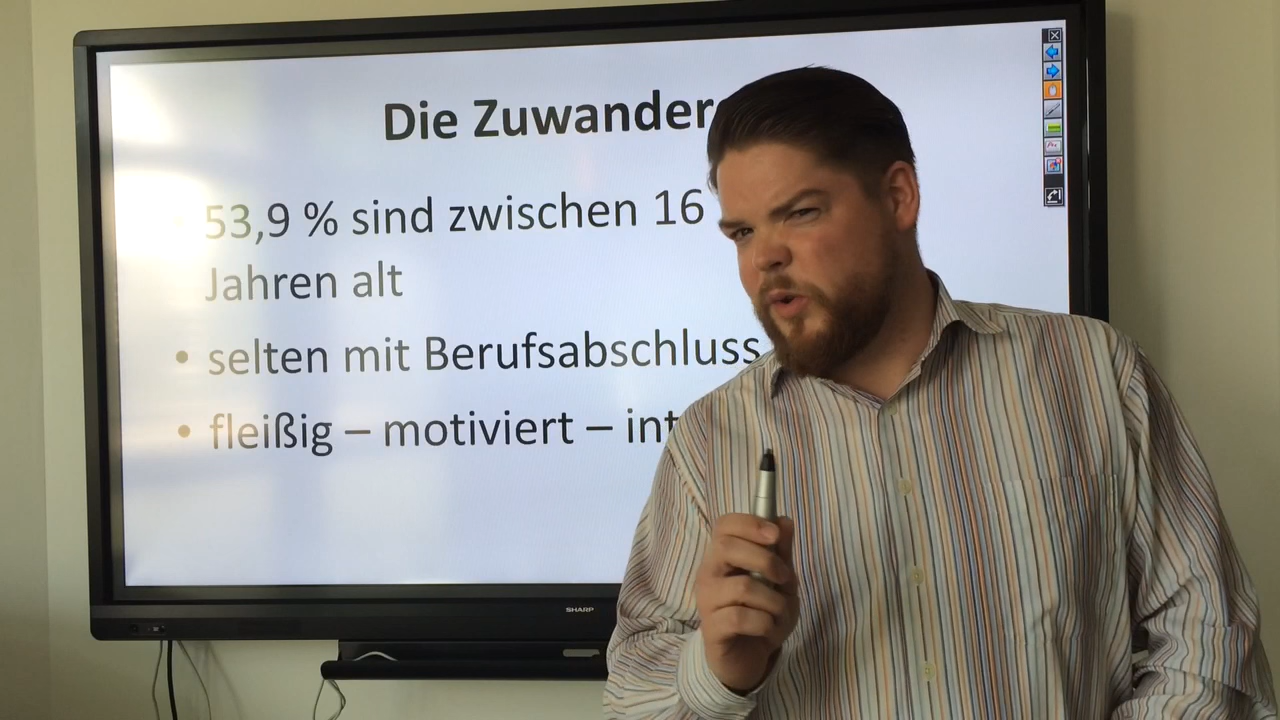 Die Zuwander
53,9 % sind zwischen 16
Jahren alt
• selten mit Berufsabschluss
• fleißig – motiviert – int
SHARP